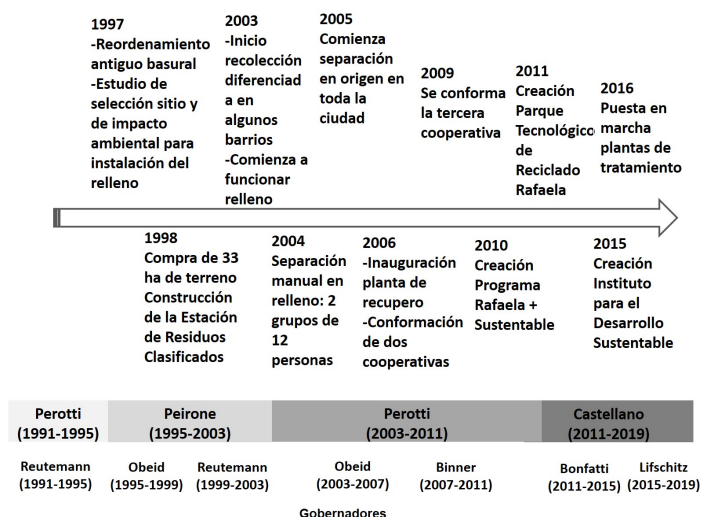 1997
-Reordenamiento
antiguo basural
-Estudio de
selección sitio y
de impacto
ambiental para
instalación del
relleno
2003
-Inicio
recolección
diferenciad
a en
algunos
barrios
-Comienza a
funcionar
relleno
2005
Comienza
separación
en origen en
toda la
ciudad
2009
Se conforma
la tercera
cooperativa
2011
Creación
Parque
Tecnológico
de
Reciclado
Rafaela
2016
Puesta en
marcha
plantas de
tratamiento
1998
Compra de 33
ha de terreno
Construcción
de la Estación
de Residuos
Clasificados
2004
Separación
manual en
relleno: 2
grupos de
12
personas
2006
-Inauguración
planta de
recupero
-Conformación
de dos
cooperativas
2010
Creación
Programa
Rafaela +
Sustentable
2015
Creación
Instituto
para el
Desarrollo
Sustentable
Perotti
(1991-1995)
Peirone
(1995-2003)
Perotti
(2003-2011)
Castellano
(2011-2019)
Reutemann
(1991-1995)
Obeid
(1995-1999)
Reutemann
(1999-2003)
Obeid
(2003-2007)
Binner
(2007-2011)
Bonfatti
(2011-2015)
Lifschitz
(2015-2019)
Gobernadores